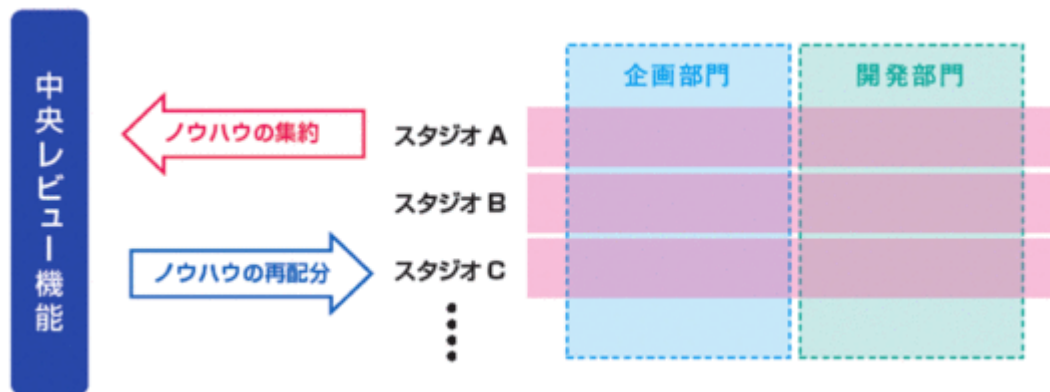 中央レビュー機能
企画部門
開発部門
ノウハウの集約
スタジオ A
スタジオ B
ノウハウの再配分
スタジオ C